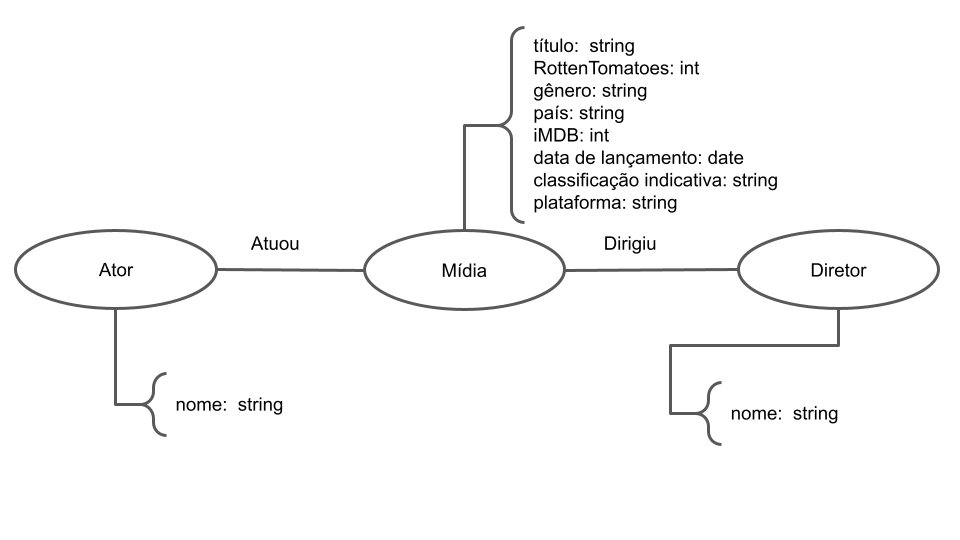 título:  string
RottenTomatoes: int
gênero: string
país: string
iMDB: int
data de lançamento: date
classificação indicativa: string
plataforma: string
Atuou
Dirigiu
Ator
Mídia
Diretor
nome:  string
nome:  string